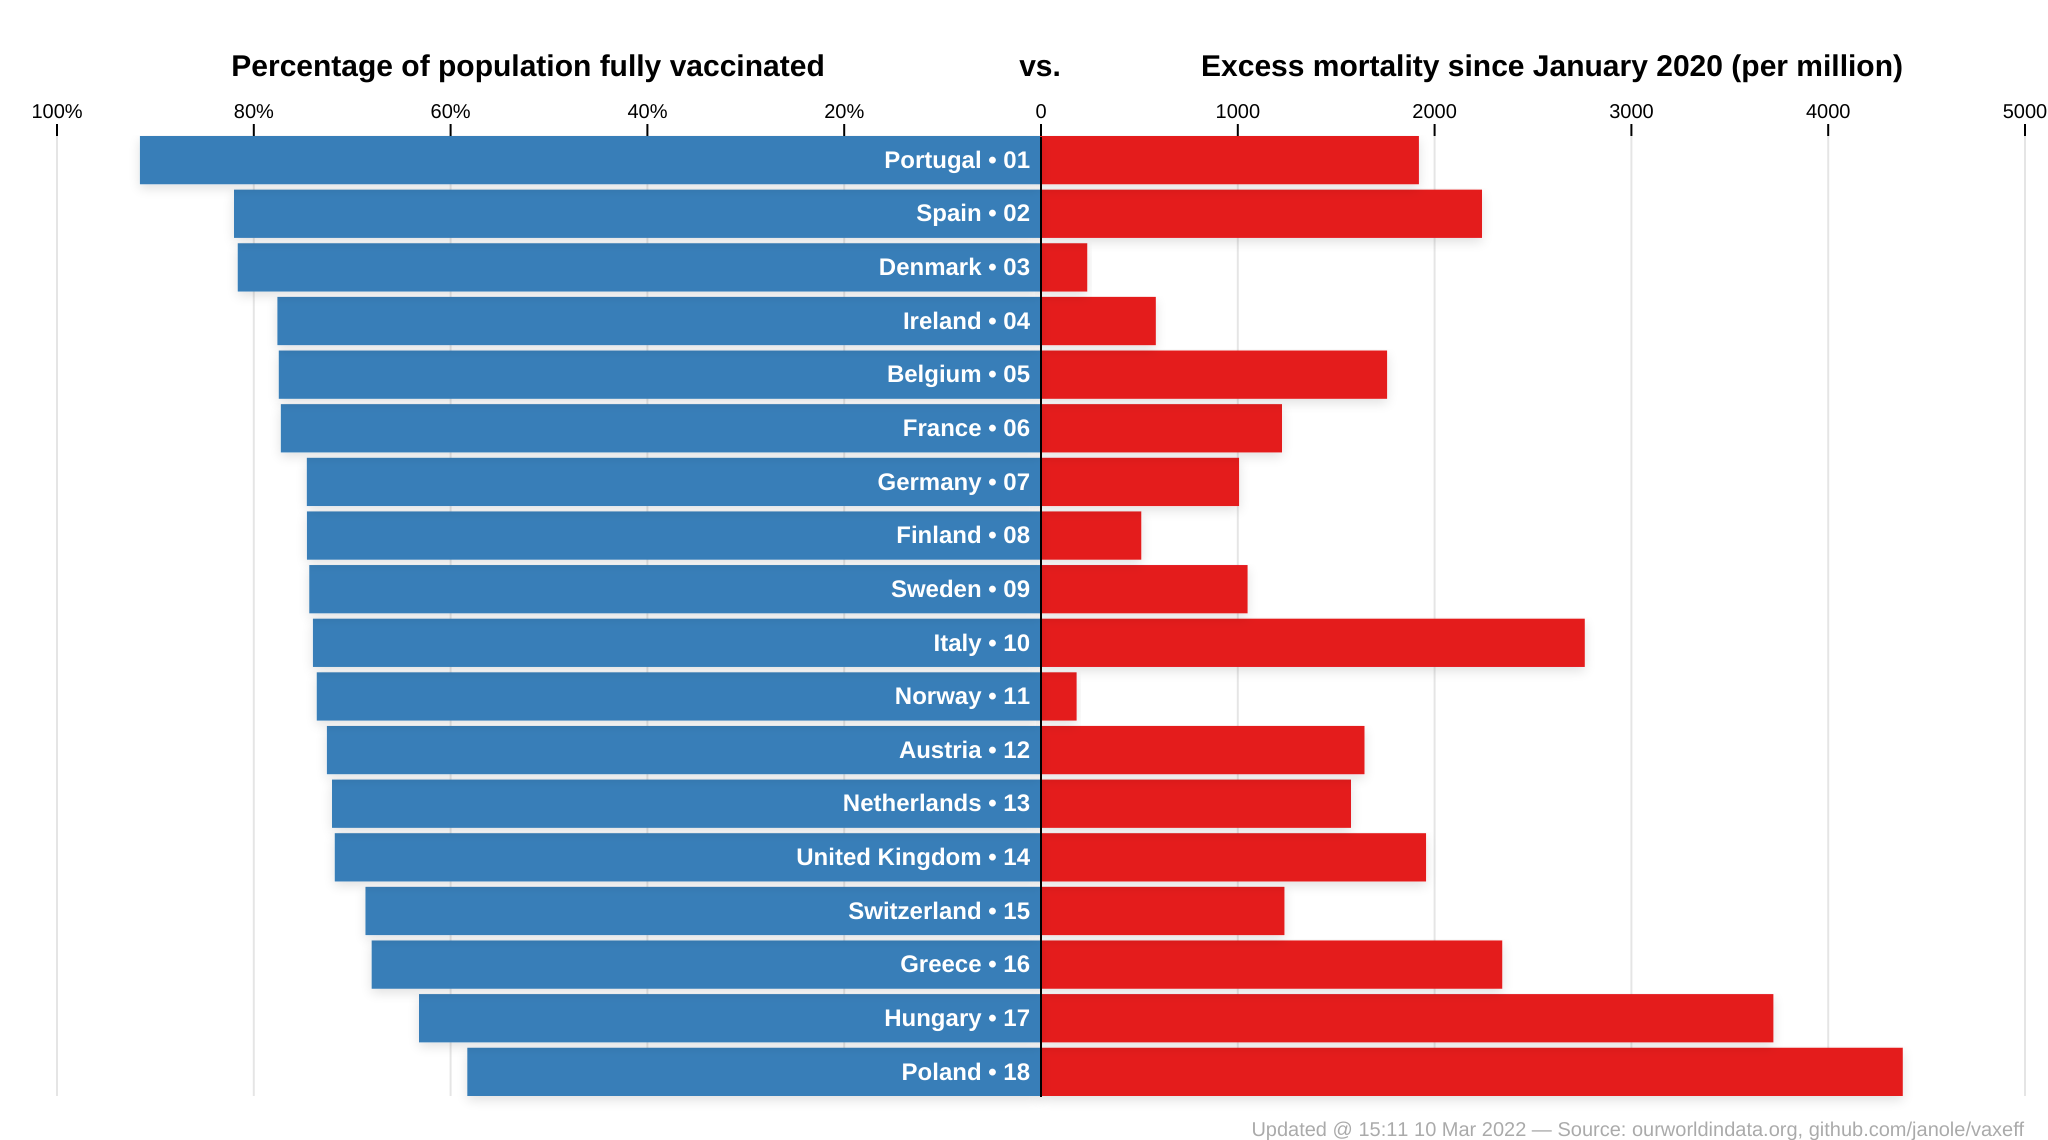 Percentage of population fully vaccinated vs. Excess mortality since January 2020 (per million)
100% 80% 60% 40% 20% 0 1000 2000 3000 4000 5000
Portugal • 01
Spain • 02
Denmark • 03
Ireland • 04
Belgium • 05
France • 06
Germany • 07
Finland • 08
Sweden • 09
Italy • 10
Norway • 11
Austria • 12
Netherlands • 13
United Kingdom • 14
Switzerland • 15
Greece • 16
Hungary • 17
Poland • 18
Updated @ 15:11 10 Mar 2022 — Source: ourworldindata.org, github.com/janole/vaxeff